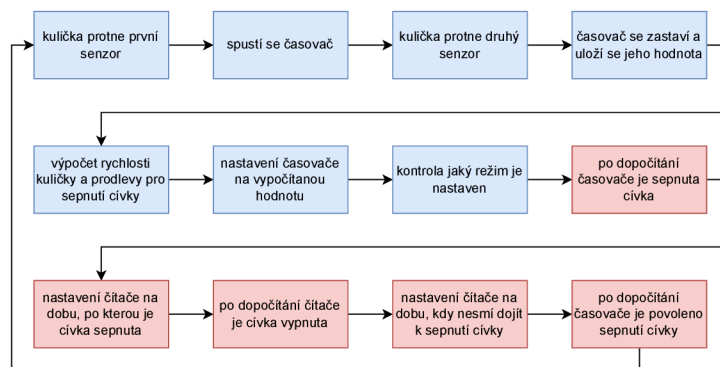 kulička protne první
senzor
spustí se časovač
kulička protne druhý
senzor
časovač se zastaví a
uloží se jeho hodnota
výpočet rychlosti
kuličky a prodlevy pro
sepnutí cívky
nastavení časovače
na vypočítanou
hodnotu
kontrola jaký režim je
nastaven
po dopočítání
časovače je sepnuta
cívka
nastavení čítače na
dobu, po kterou je
cívka sepnuta
po dopočítání čítače
je cívka vypnuta
nastavení čítače na
dobu, kdy nesmí dojít
k sepnutí cívky
po dopočítání
časovače je povoleno
sepnutí cívky